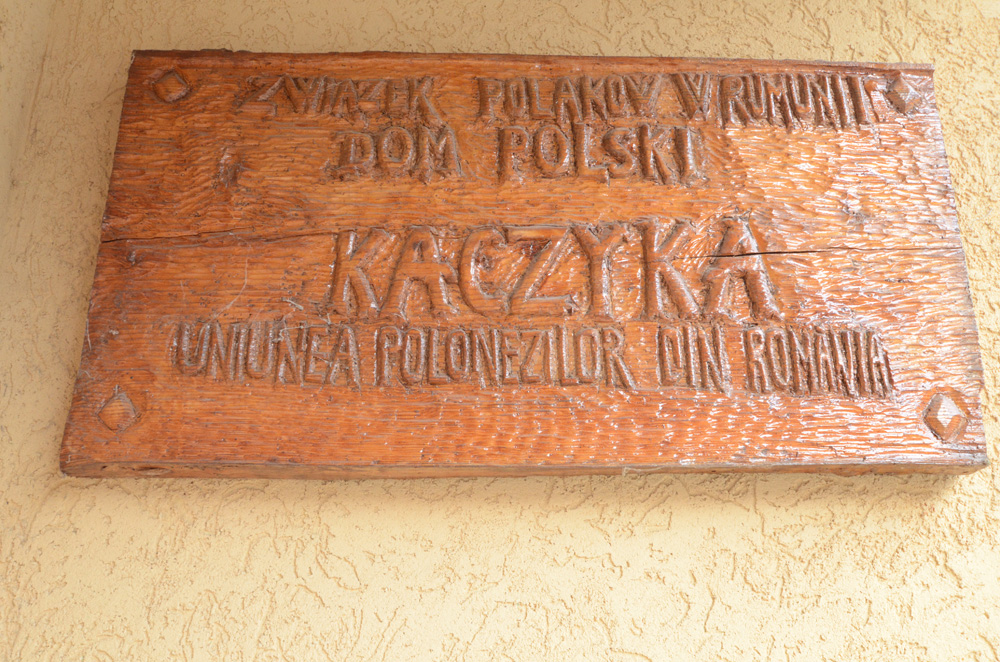 ZWIĄZEK POLAKÓW W RUMUNII
DOM POLSKI
KACZYKA
UNIUNEA POLONEZILOR DIN ROMÂNIA